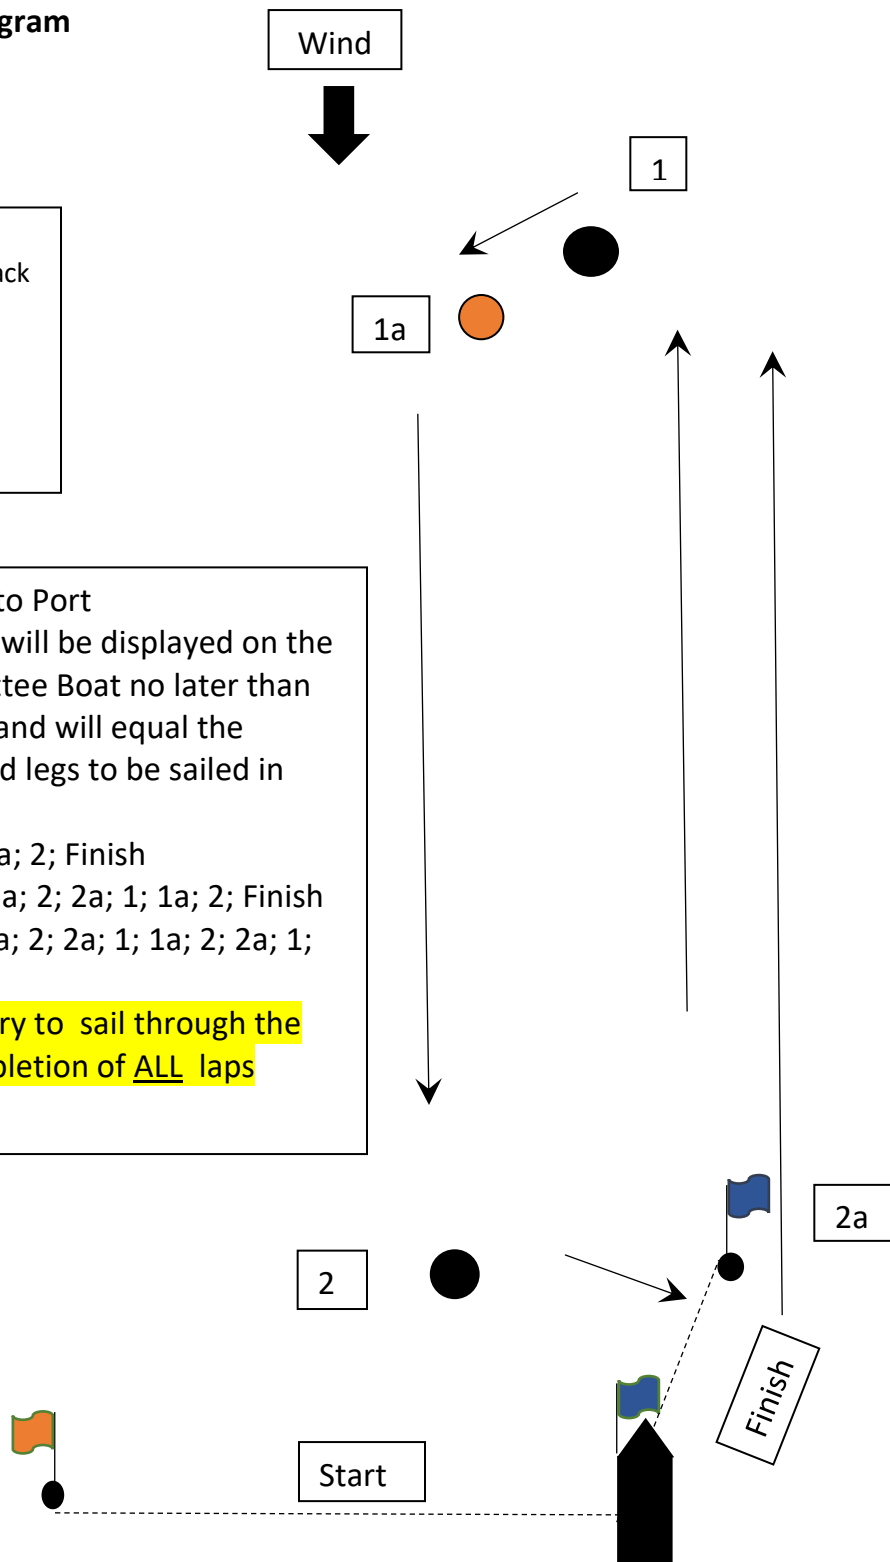 gram
Wind
1
ack
1a
to Port
will be displayed on the
ttee Boat no later than
and will equal the
d legs to be sailed in
a; 2; Finish
a; 2; 2a; 1; 1a; 2; Finish
a; 2; 2a; 1; 1a; 2; 2a; 1;
ry to sail through the
pletion of ALL laps
2a
2
Finish
Start